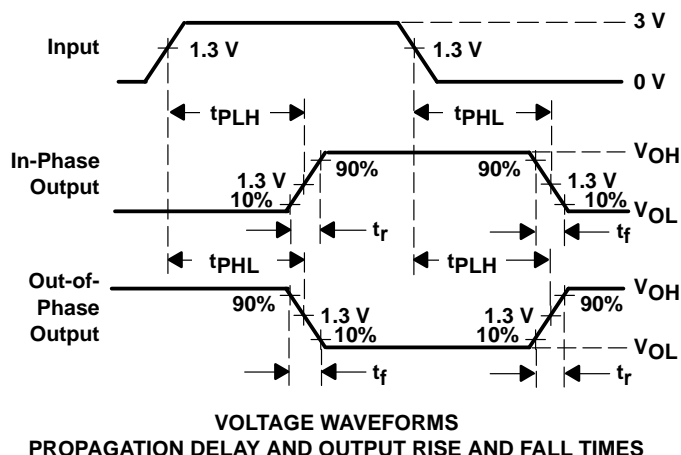 3 V
Input
1.3 V
1.3 V
0 V
tPLH
tPHL
In-Phase
Output
VOH
90%
90%
1.3 V
1.3 V
10%
10%
VOL
tr
tf
tPHL
tPLH
Out-of-
Phase
Output
VOH
90%
90%
1.3 V
1.3 V
10%
10%
VOL
tf
tr
VOLTAGE WAVEFORMS
PROPAGATION DELAY AND OUTPUT RISE AND FALL TIMES